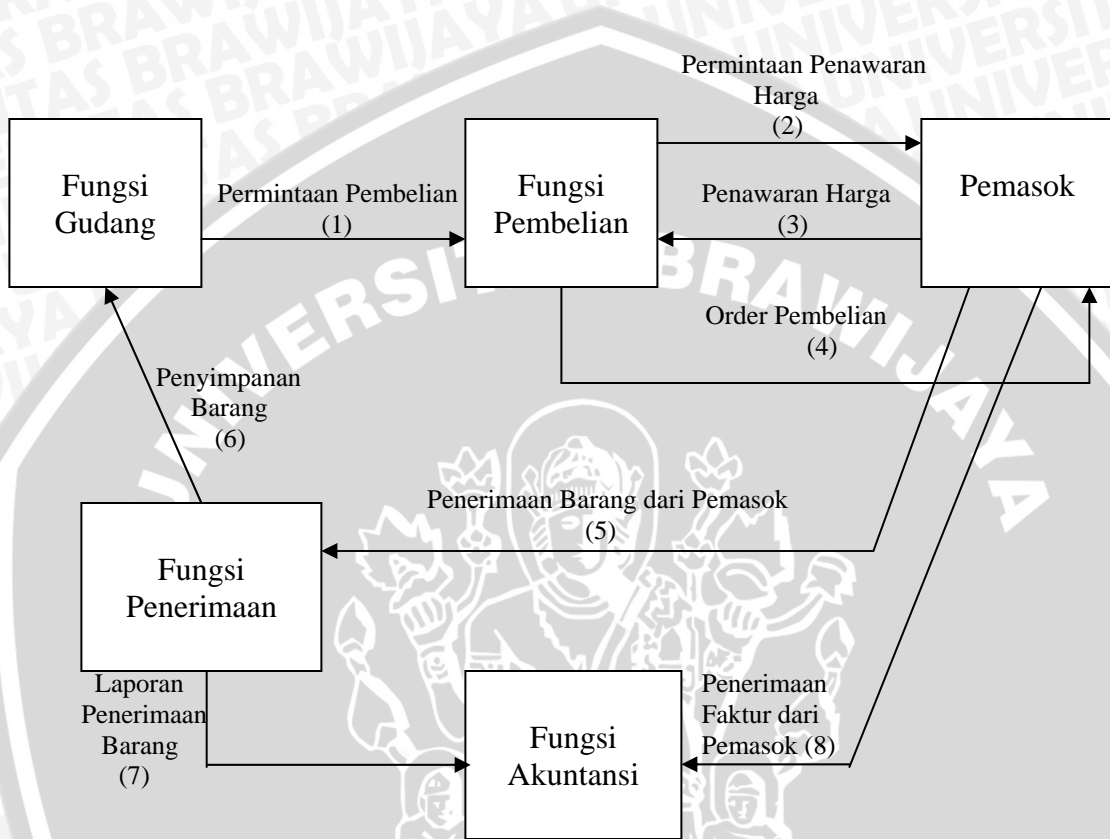 Permintaan Penawaran
Harga
(2)
Fungsi
Gudang
Permintaan Pembelian
(1)
Fungsi
Pembelian
Penawaran Harga
(3)
Pemasok
Order Pembelian
(4)
Penyimpanan
Barang
(6)
Penerimaan Barang dari Pemasok
(5)
Fungsi
Penerimaan
Laporan
Penerimaan
Barang
(7)
Fungsi
Akuntansi
Penerimaan
Faktur dari
Pemasok (8)